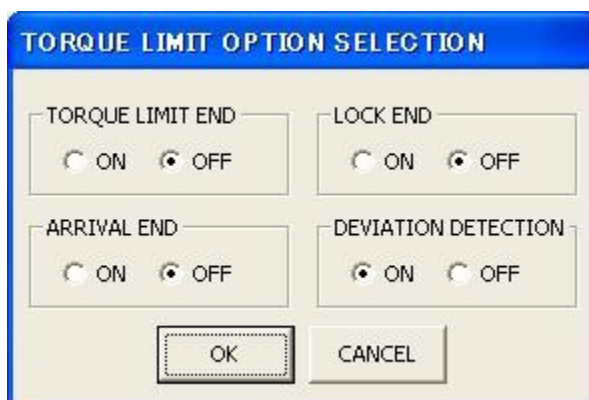 TORQUE LIMIT OPTION SELECTION
TORQUE LIMIT END
ON OFF
LOCK END
ON OFF
ARRIVAL END
ON OFF
DEVIATION DETECTION
ON OFF
OK CANCEL